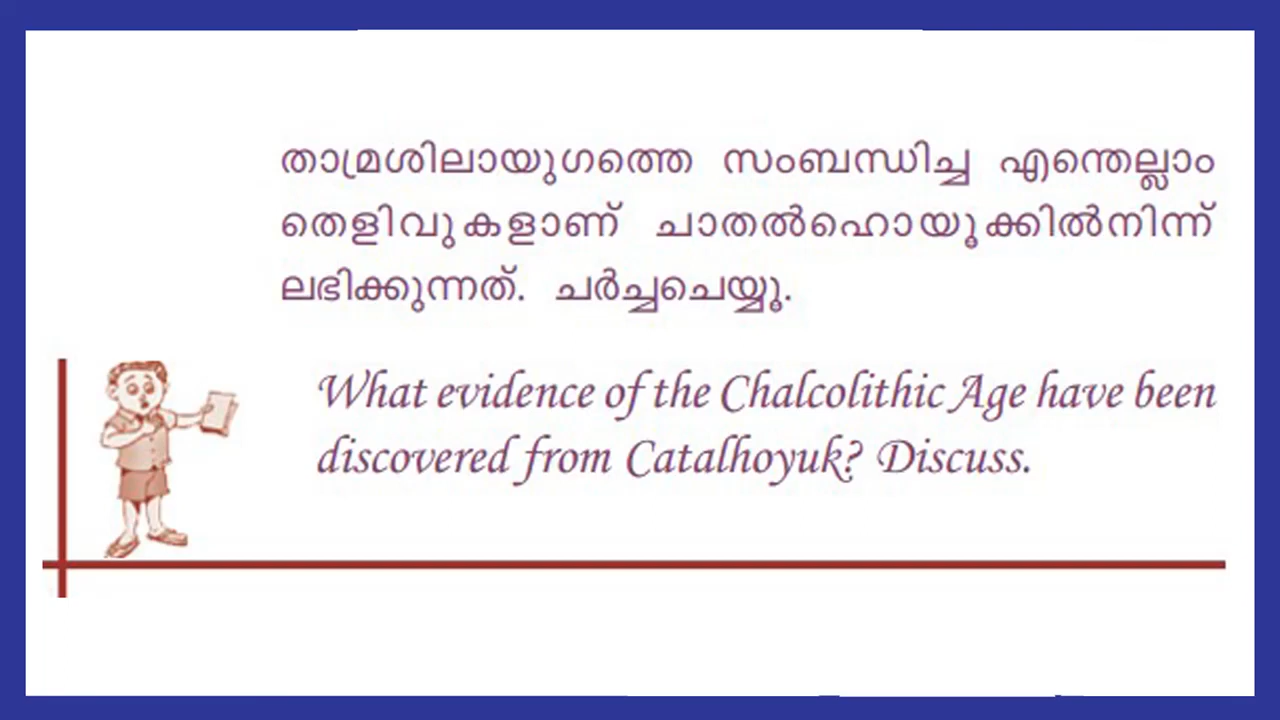 താമ്രശിലായുഗത്തെ സംബന്ധിച്ച എന്തെല്ലാം
തെളിവുകളാണ് ചാതൽഹൊയൂക്കിൽനിന്ന്
ലഭിക്കുന്നത്. ചർച്ചചെയ്യൂ.
What evidence of the Chalcolithic Age have been
discovered from Catalhoyuk? Discuss.